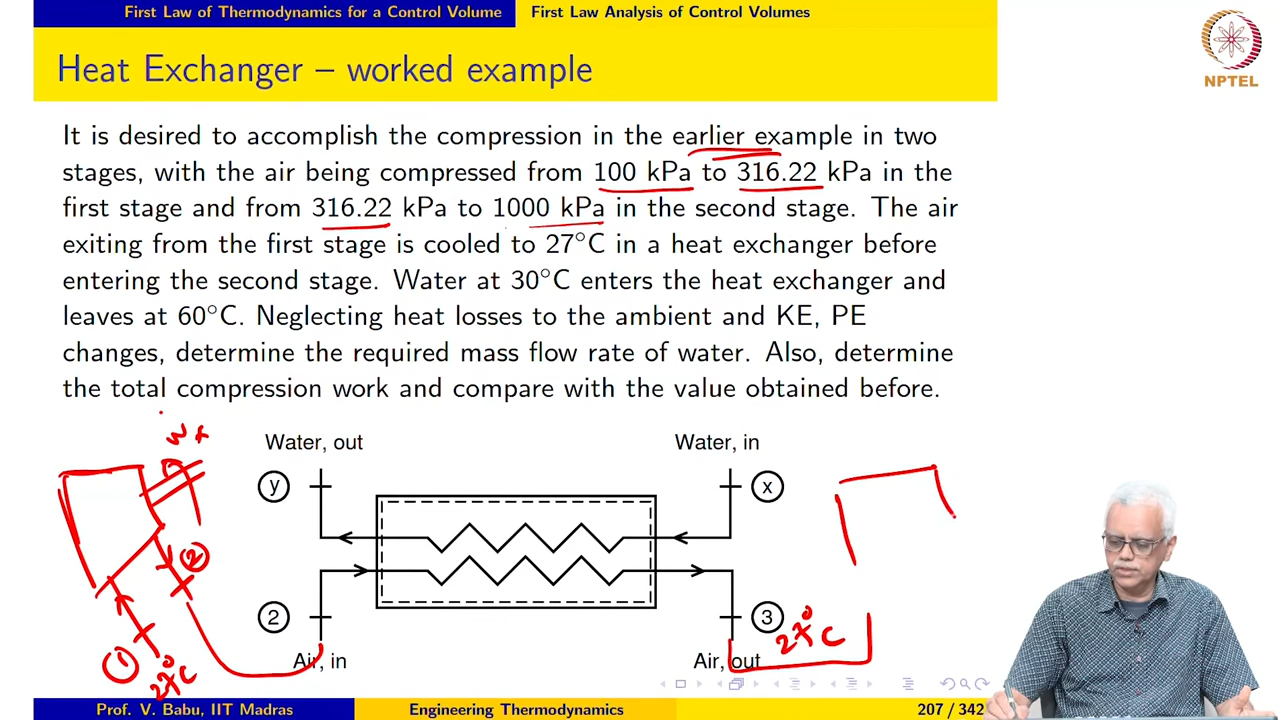 First Law of Thermodynamics for a Control Volume First Law Analysis of Control Volumes
Heat Exchanger – worked example
NPTEL
It is desired to accomplish the compression in the earlier example in two
stages, with the air being compressed from 100 kPa to 316.22 kPa in the
first stage and from 316.22 kPa to 1000 kPa in the second stage. The air
exiting from the first stage is cooled to 27°C in a heat exchanger before
entering the second stage. Water at 30°C enters the heat exchanger and
leaves at 60°C. Neglecting heat losses to the ambient and KE, PE
changes, determine the required mass flow rate of water. Also, determine
the total compression work and compare with the value obtained before.
Water, out Water, in
y x
2
2 3
27°C
1
Air, in Air, out
27°C
Prof. V. Babu, IIT Madras Engineering Thermodynamics 207 / 342